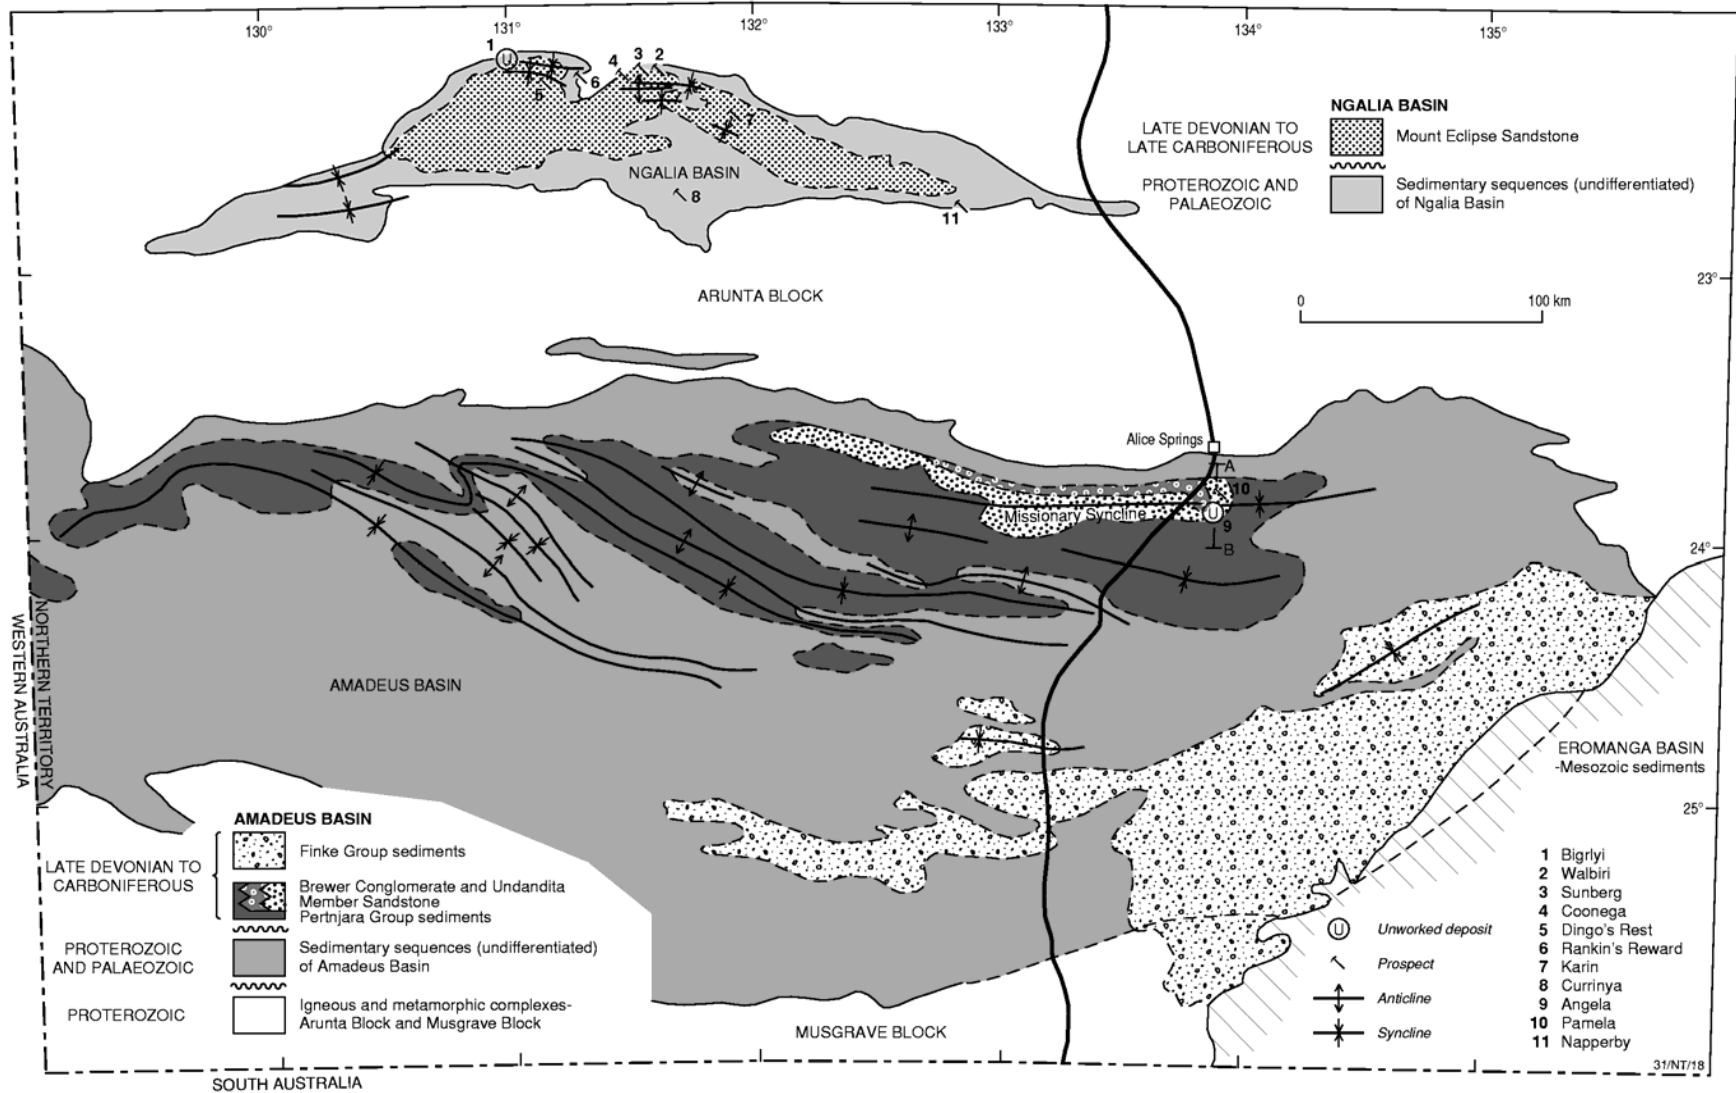 130°
131°
132°
133°
134°
135°
1
3
2
4
6
5
7
NGALIA BASIN
8
11
NGALIA BASIN
LATE DEVONIAN TO
LATE CARBONIFEROUS
Mount Eclipse Sandstone
PROTEROZOIC AND
PALAEOZOIC
Sedimentary sequences (undifferentiated)
of Ngalia Basin
23°
ARUNTA BLOCK
0
100 km
Alice Springs
A
10
Missionary Syncline
U
U
9
B
24°
NORTHERN TERRITORY
WESTERN AUSTRALIA
AMADEUS BASIN
EROMANGA BASIN
-Mesozoic sediments
25°
AMADEUS BASIN
LATE DEVONIAN TO
CARBONIFEROUS
Finke Group sediments
Brewer Conglomerate and Undandita
Member Sandstone
Pertnjara Group sediments
PROTEROZOIC
AND PALAEOZOIC
Sedimentary sequences (undifferentiated)
of Amadeus Basin
PROTEROZOIC
Igneous and metamorphic complexes-
Arunta Block and Musgrave Block
MUSGRAVE BLOCK
SOUTH AUSTRALIA
U Unworked deposit
Prospect
Anticline
Syncline
1 Bigrlyi
2 Walbiri
3 Sunberg
4 Coonega
5 Dingo's Rest
6 Rankin's Reward
7 Karin
8 Currinya
9 Angela
10 Pamela
11 Napperby
31/NT/18